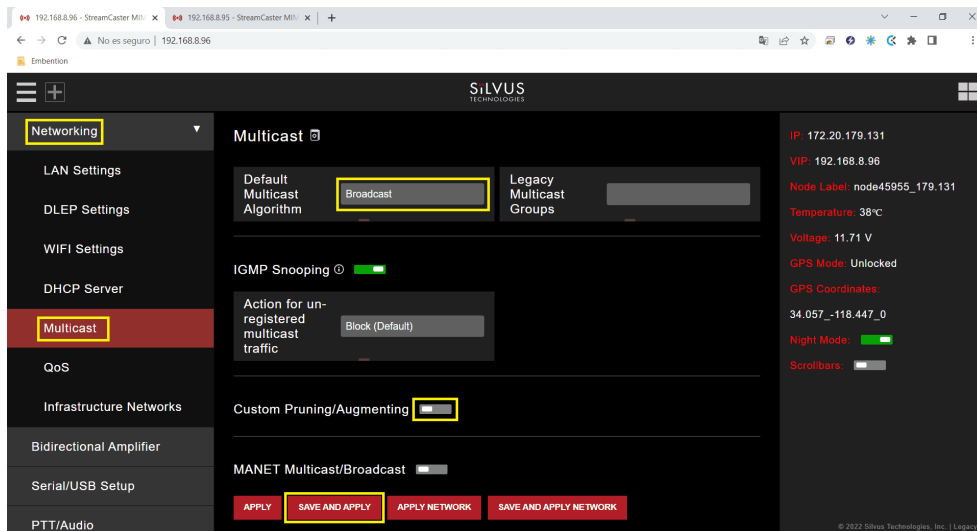 192.168.8.96 - StreamCaster MIM
192.168.8.95 - StreamCaster MIM
No es seguro | 192.168.8.96
Embention
SiLVUS
TECHNOLOGIES
Networking
LAN Settings
DLEP Settings
WIFI Settings
DHCP Server
Multicast
QoS
Infrastructure Networks
Bidirectional Amplifier
Serial/USB Setup
PTT/Audio
Multicast
Default
Multicast
Algorithm
Broadcast
Legacy
Multicast
Groups
IGMP Snooping
Action for un-
registered
multicast
traffic
Block (Default)
Custom Pruning/Augmenting
MANET Multicast/Broadcast
APPLY
SAVE AND APPLY
APPLY NETWORK
SAVE AND APPLY NETWORK
IP: 172.20.179.131
VIP: 192.168.8.96
Node Label: node45955_179.131
Temperature: 38°C
Voltage: 11.71 V
GPS Mode: Unlocked
GPS Coordinates:
34.057_-118.447_0
Night Mode:
Scrollbars:
© 2022 Silvus Technologies, Inc. | Legacy